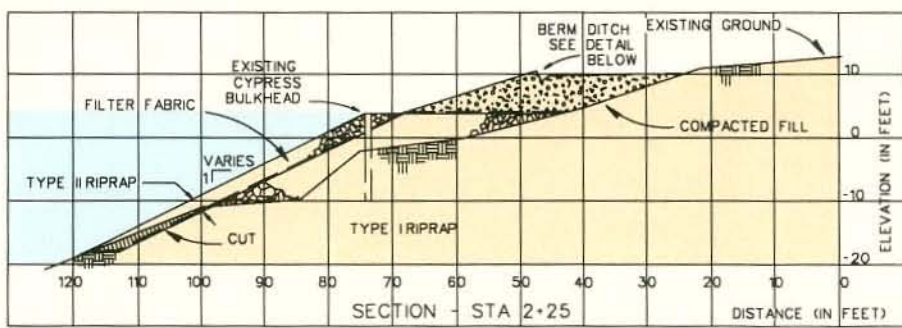 BERM DITCH
SEE DETAIL
BELOW
EXISTING GROUND
EXISTING
CYPRESS
BULKHEAD
FILTER FABRIC
COMPACTED FILL
VARIES
1
TYPE II RIPRAP
CUT
TYPE I RIPRAP
10
0
-10
-20
ELEVATION (IN FEET)
120 110 100 90 80 70 60 50 40 30 20 10 0
SECTION - STA 2+25
DISTANCE (IN FEET)